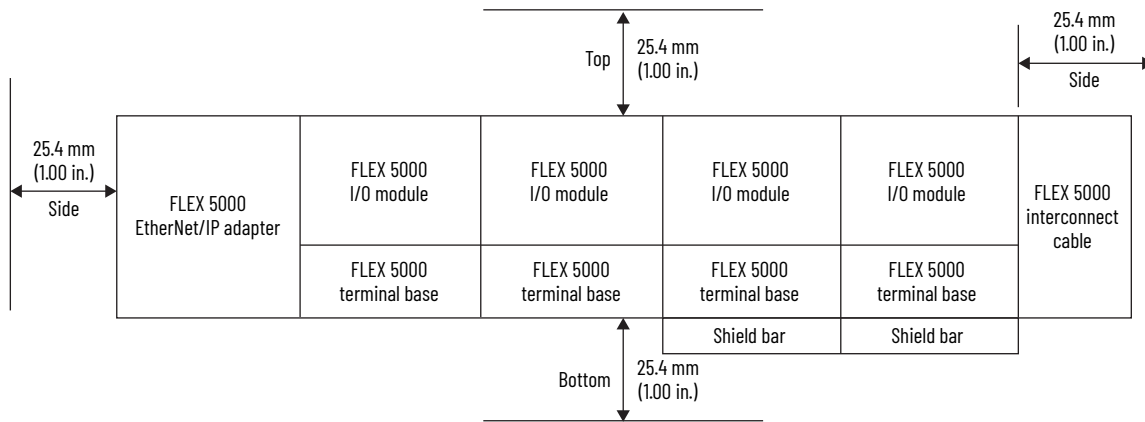 25.4 mm
(1.00 in.)
Top
25.4 mm
(1.00 in.)
Side
25.4 mm
(1.00 in.)
Side
FLEX 5000
EtherNet/IP adapter
FLEX 5000
I/O module
FLEX 5000
I/O module
FLEX 5000
I/O module
FLEX 5000
I/O module
FLEX 5000
interconnect
cable
FLEX 5000
terminal base
FLEX 5000
terminal base
FLEX 5000
terminal base
FLEX 5000
terminal base
Shield bar
Shield bar
Bottom
25.4 mm
(1.00 in.)